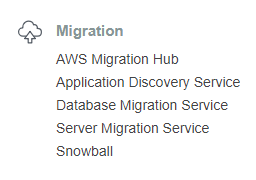 Migration
AWS Migration Hub
Application Discovery Service
Database Migration Service
Server Migration Service
Snowball